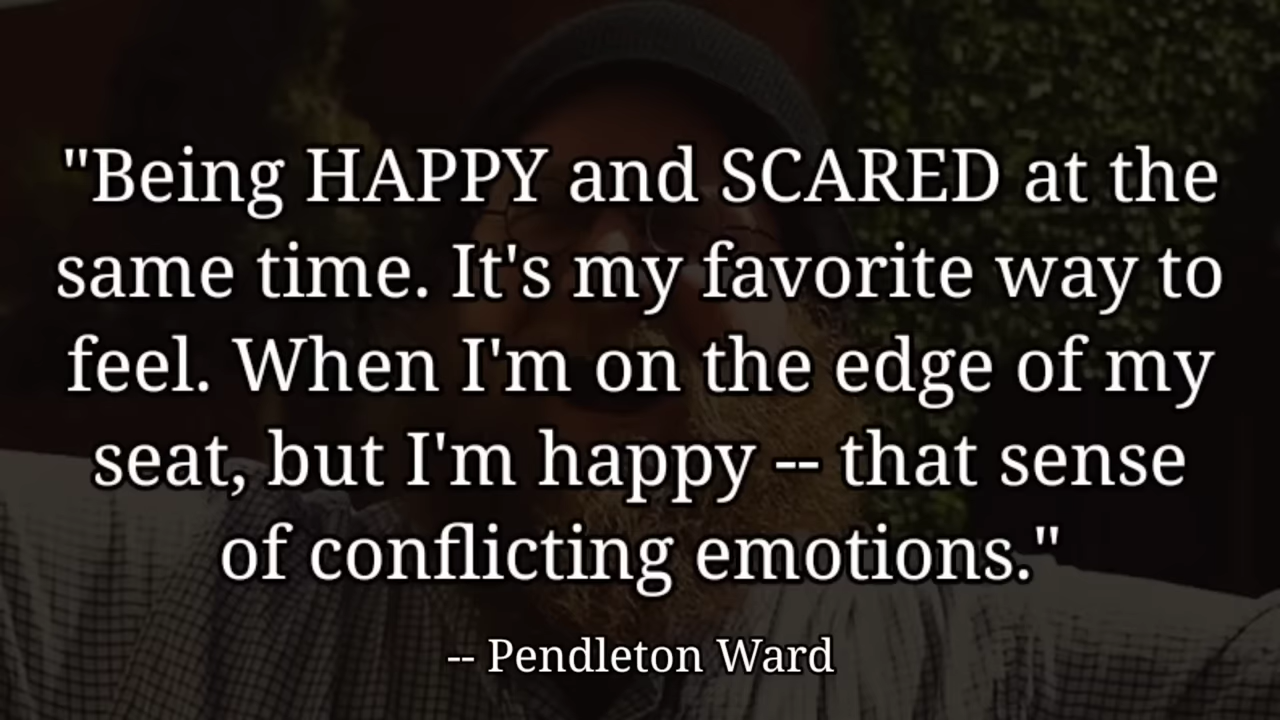 "Being HAPPY and SCARED at the
same time. It's my favorite way to
feel. When I'm on the edge of my
seat, but I'm happy -- that sense
of conflicting emotions."
-- Pendleton Ward